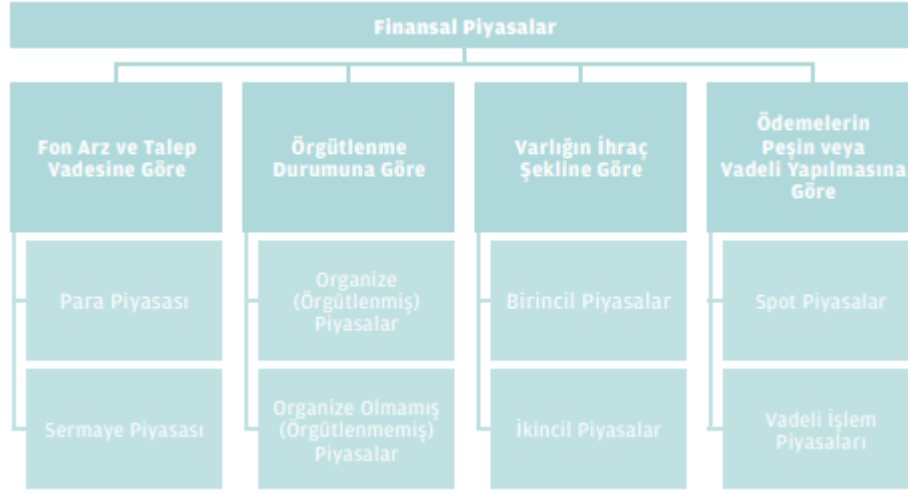 Finansal Piyasalar
Fon Arz ve Talep
Vadesine Göre
Para Piyasası
Sermaye Piyasası
Örgütlenme
Durumuna Göre
Organize
(Örgütlenmiş)
Piyasalar
Organize Olmamış
(Örgütlenmemiş)
Piyasalar
Varlığın İhraç
Şekline Göre
Birincil Piyasalar
İkincil Piyasalar
Ödemelerin
Peşin veya
Vadeli Yapılmasına
Göre
Spot Piyasalar
Vadeli İşlem
Piyasaları